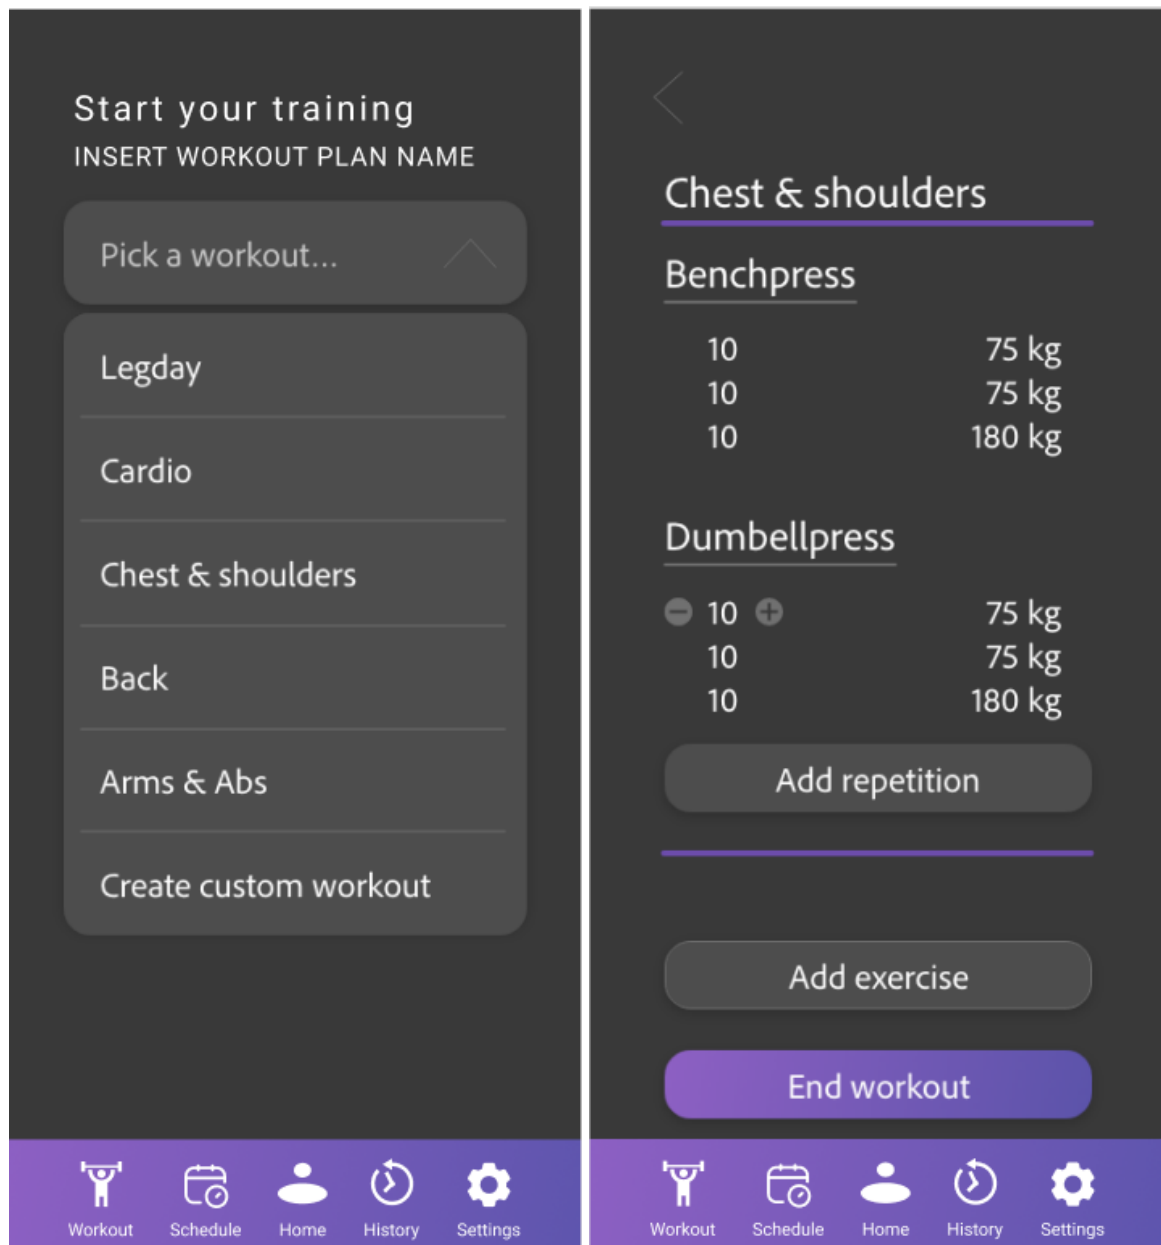 Start your training
INSERT WORKOUT PLAN NAME
Pick a workout...
Legday
Cardio
Chest & shoulders
Back
Arms & Abs
Create custom workout
Workout Schedule Home History Settings
Chest & shoulders
Benchpress
10 75 kg
10 75 kg
10 180 kg
Dumbellpress
10 75 kg
10 75 kg
10 180 kg
Add repetition
Add exercise
End workout
Workout Schedule Home History Settings